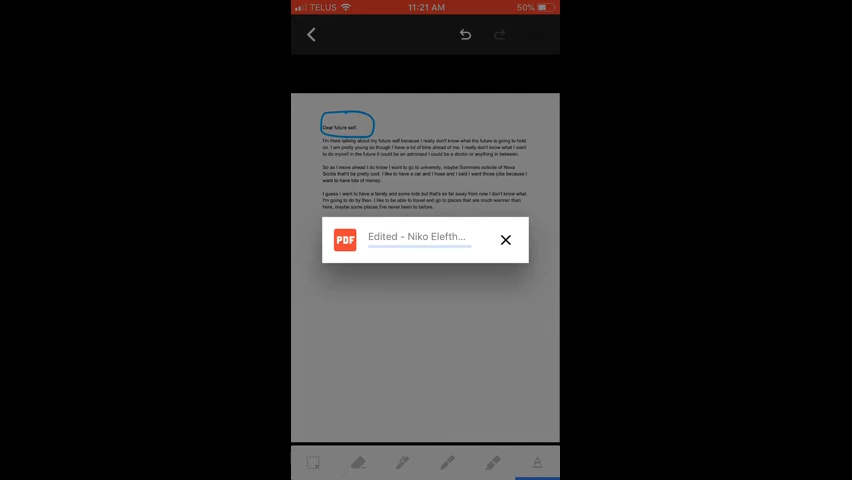 TELUS
11:21 AM
50%
Dear future self.
I'm Here talking about my future self because I really don't know what the future is going to hold
on. I am pretty young so though I have a lot of time ahead of me. I really don't know what I want
to do myself in the future it could be an astronaut I could be a doctor or anything in between.
So as I move ahead I do know I want to go to university, maybe Summers outside of Nova
Scotia that'd be pretty cool. I like to have a car and I hose and I said I want those jobs because I
want to have lots of money.
I guess I want to have a family and some kids but that's so far away from now I don't know what
I'm going to do by then. I like to be able to travel and go to places that are much warmer than
here, maybe some places I've never been to before.
PDF
Edited - Niko Elefth...